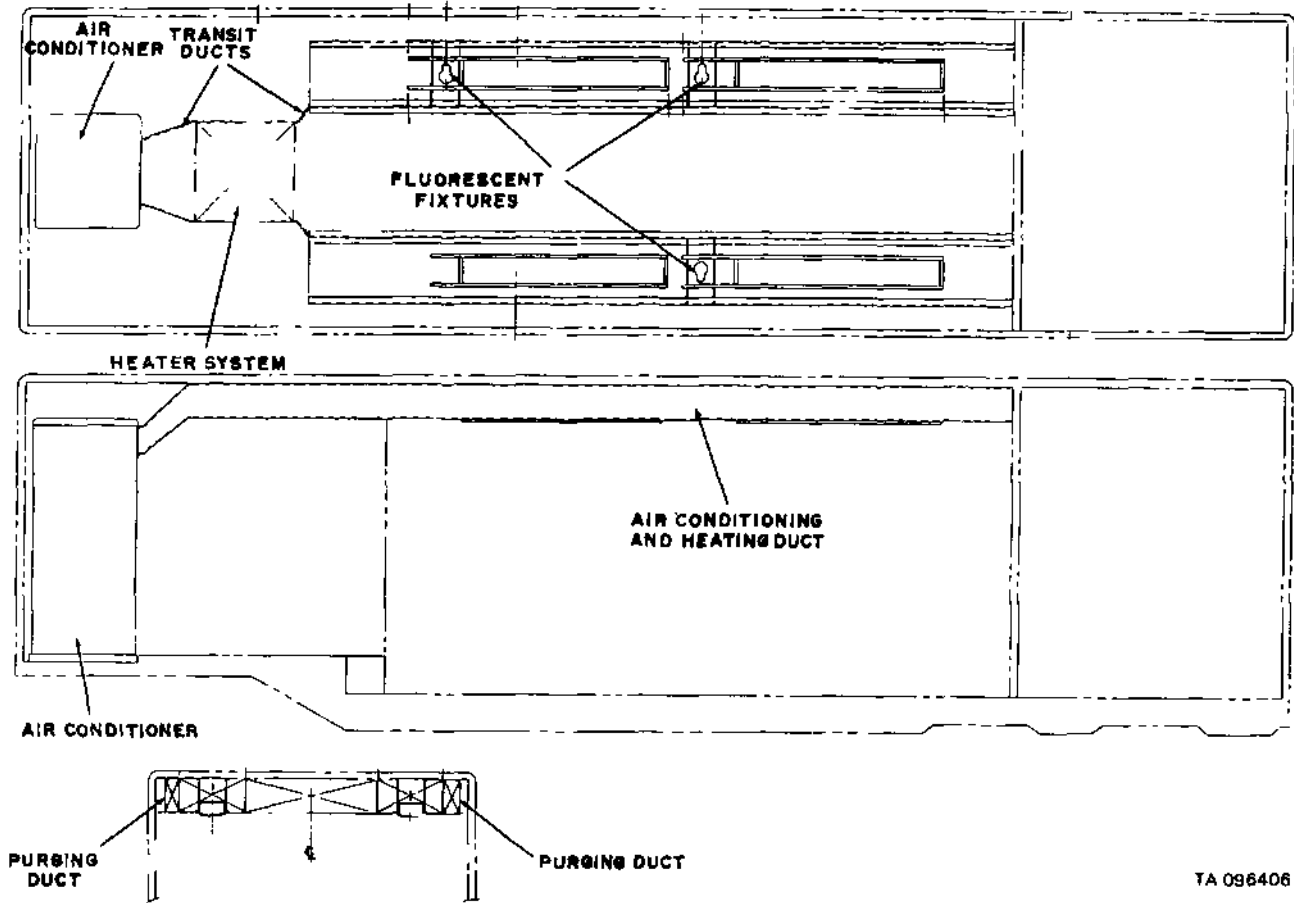 AIR
CONDITIONER
TRANSIT
DUCTS
FLUORESCENT
FIXTURES
HEATER SYSTEM
AIR CONDITIONING
AND HEATING DUCT
AIR CONDITIONER
PURGING
DUCT
℄
PURGING DUCT
TA 096406